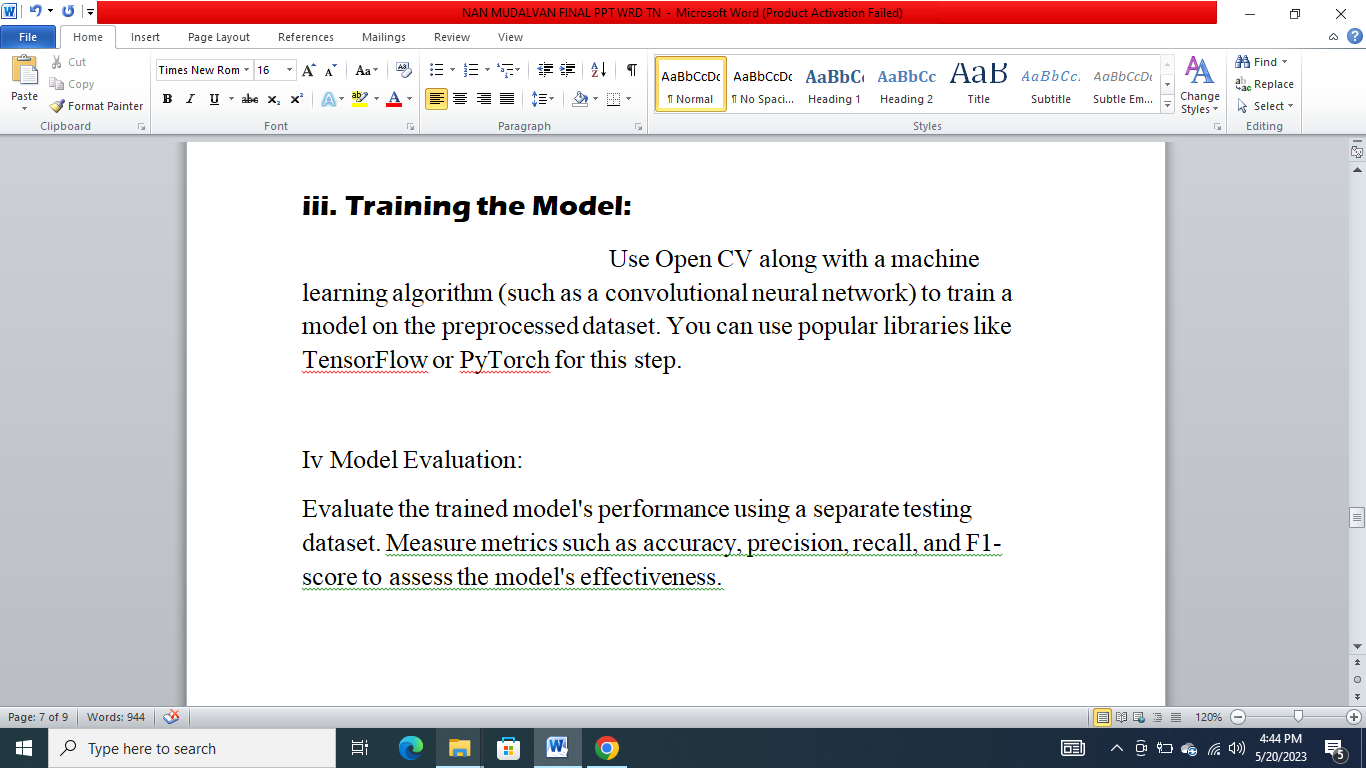 NAN MUDALVAN FINAL PPT WRD TN - Microsoft Word (Product Activation Failed)
File Home Insert Page Layout References Mailings Review View
Paste
Cut
Copy
Format Painter
Clipboard
Times New Rom 16
Font
Paragraph
AaBbCcDc AaBbCcDc AaBbCc AaBbCc AaB AaBbCc. AaBbCcDc
¶ Normal ¶ No Spaci... Heading 1 Heading 2 Title Subtitle Subtle Em...
Change
Styles
Styles
Find
Replace
Select
Editing
iii. Training the Model:
Use Open CV along with a machine
learning algorithm (such as a convolutional neural network) to train a
model on the preprocessed dataset. You can use popular libraries like
TensorFlow or PyTorch for this step.
Iv Model Evaluation:
Evaluate the trained model's performance using a separate testing
dataset. Measure metrics such as accuracy, precision, recall, and F1-
score to assess the model's effectiveness.
Page: 7 of 9 Words: 944 120%
Type here to search
4:44 PM
5/20/2023
5